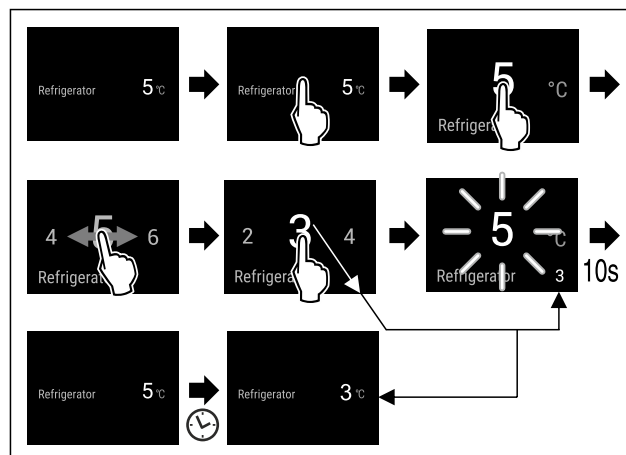 Refrigerator 5 °C
Refrigerator 5 °C
5 °C
4 5 6
Refrigerator
2 3 4
Refrigerator
5 °C
Refrigerator 3
10s
Refrigerator 5 °C
Refrigerator 3 °C